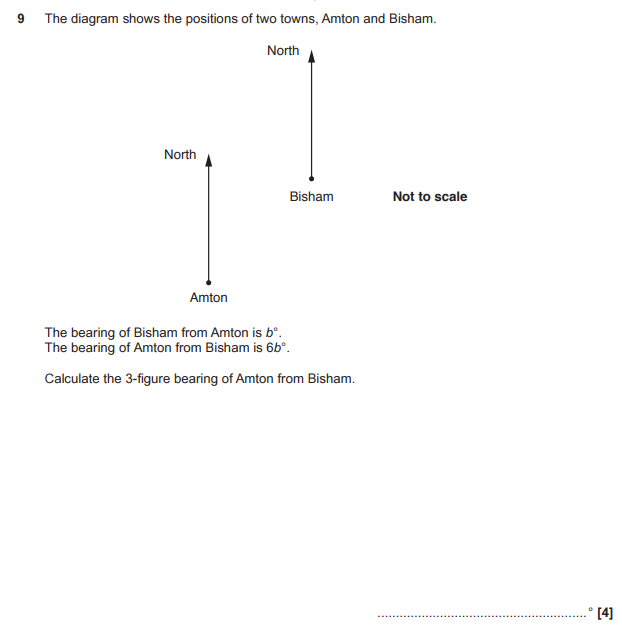 9 The diagram shows the positions of two towns, Amton and Bisham.
North
North
Bisham
Not to scale
Amton
The bearing of Bisham from Amton is b°.
The bearing of Amton from Bisham is 6b°.
Calculate the 3-figure bearing of Amton from Bisham.
.......................................................... ° [4]